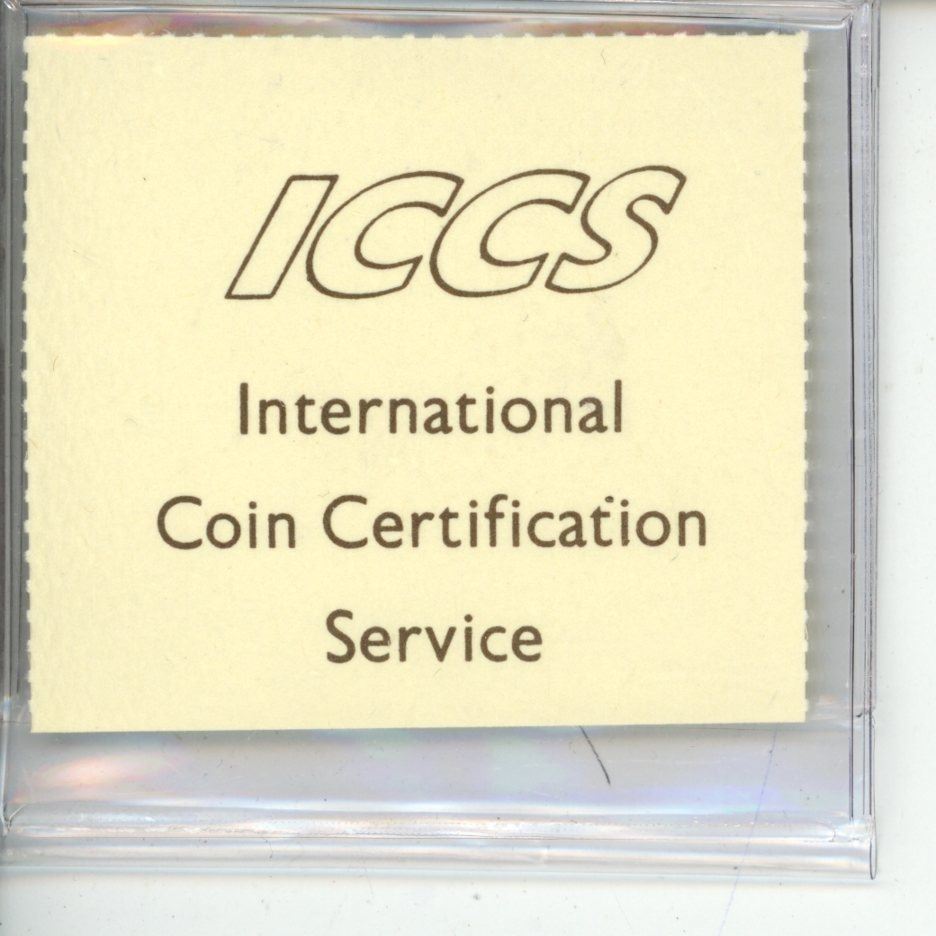 ICCS
International
Coin Certification
Service